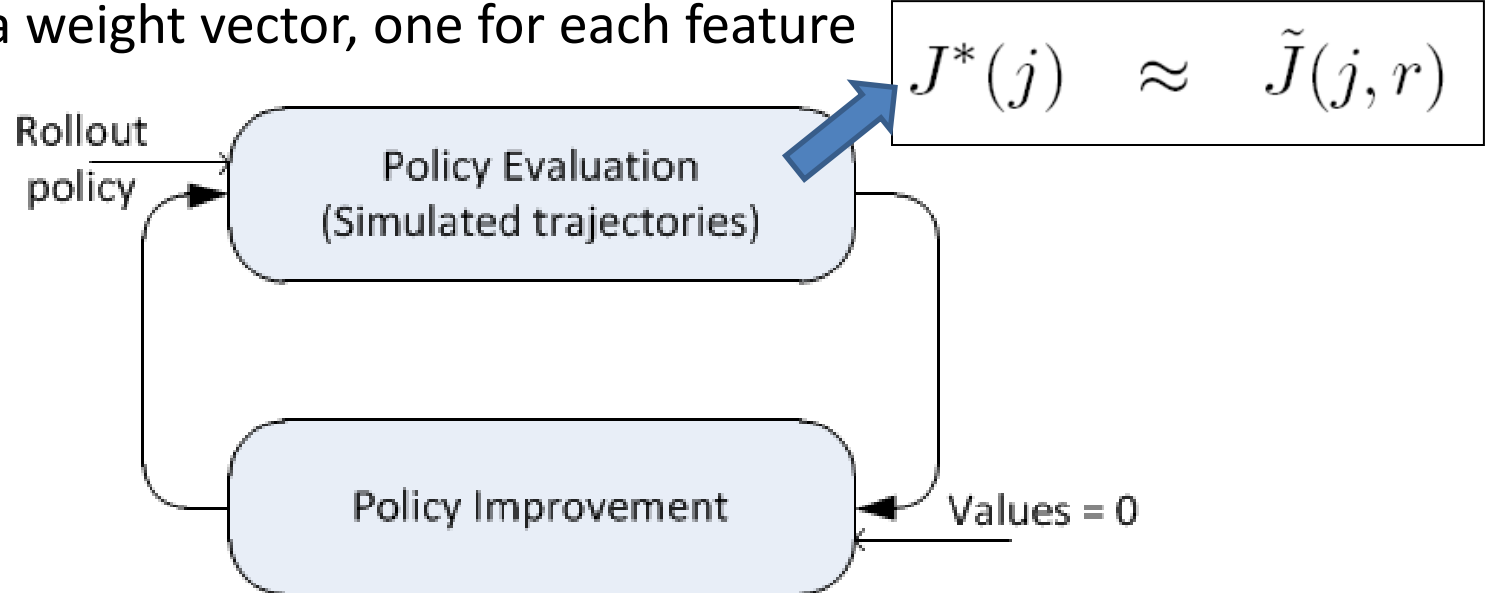 a weight vector, one for each feature
J*(j) ≈ J̃(j, r)
Rollout
policy
Policy Evaluation
(Simulated trajectories)
Policy Improvement
Values = 0